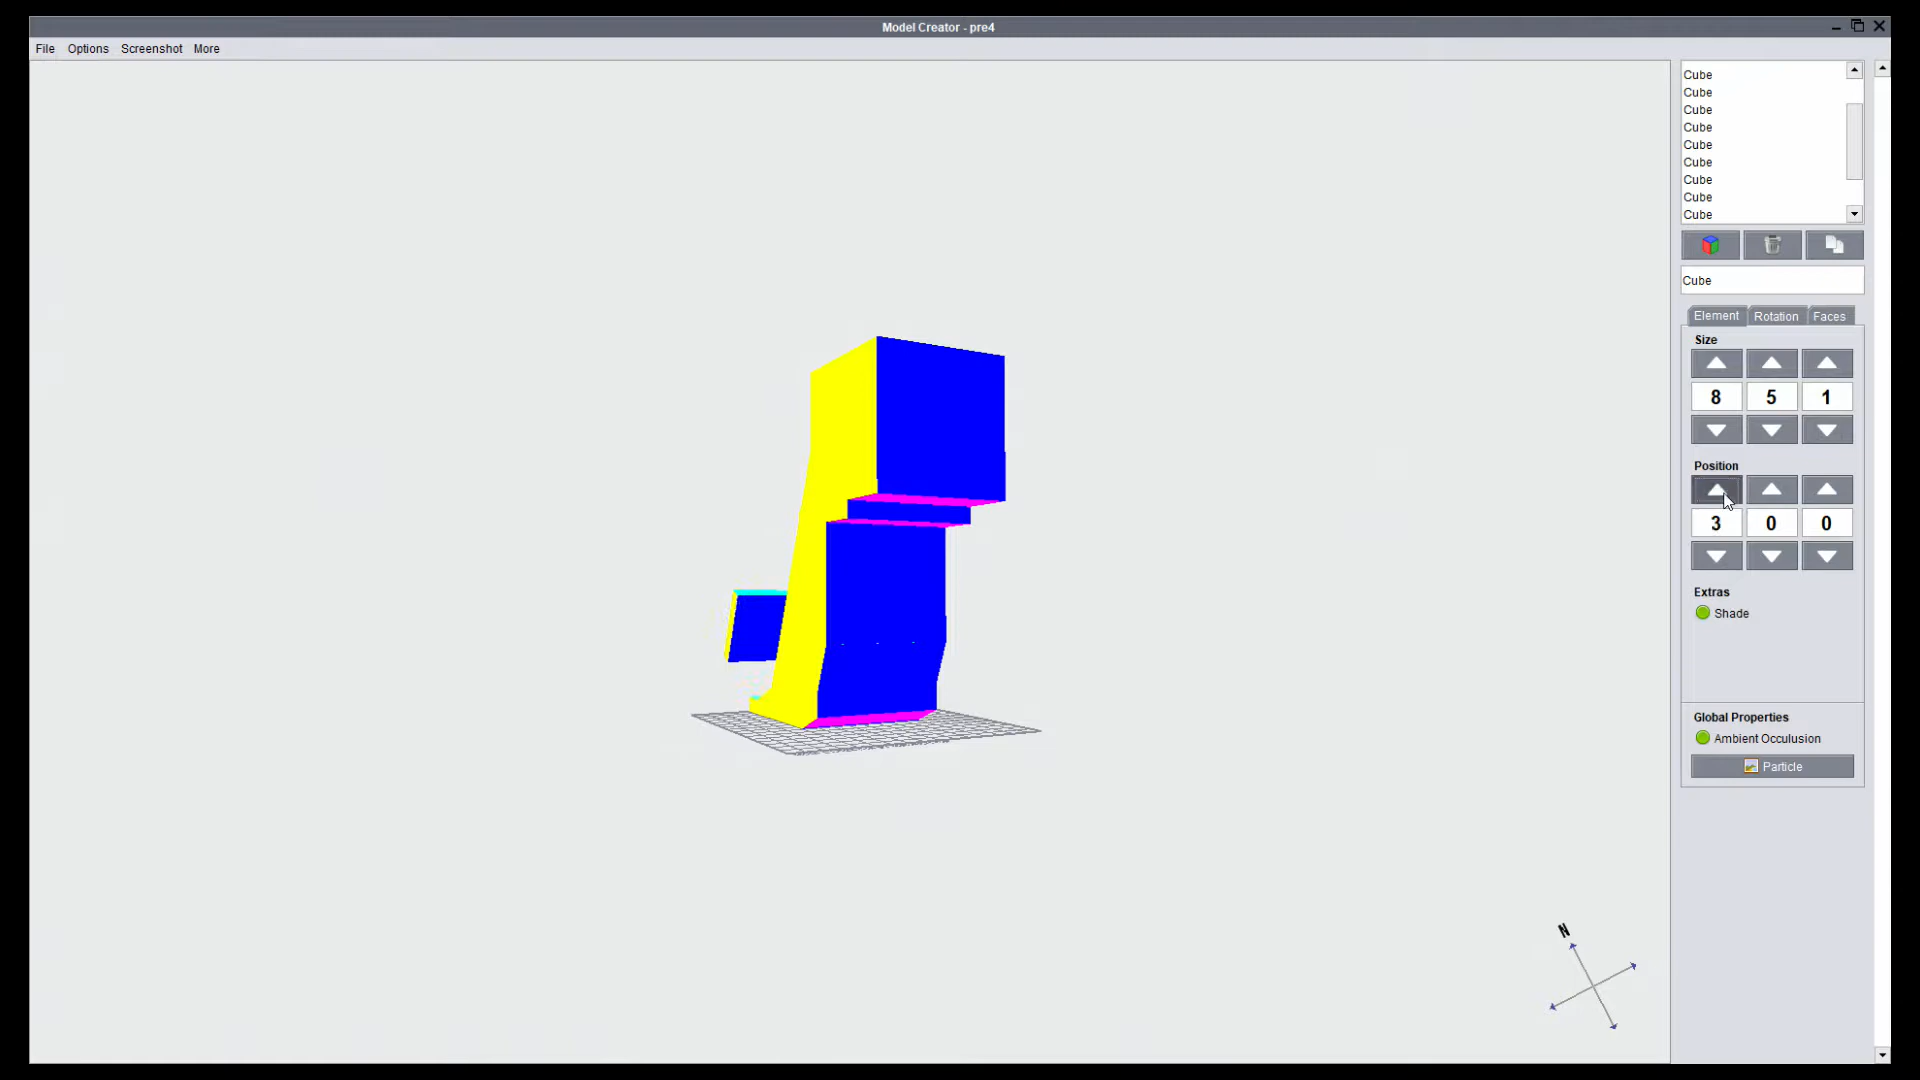 Model Creator - pre4
File Options Screenshot More
Cube
Cube
Cube
Cube
Cube
Cube
Cube
Cube
Cube
Cube
Element Rotation Faces
Size
8 5 1
Position
3 0 0
Extras
Shade
Global Properties
Ambient Occulusion
Particle
N